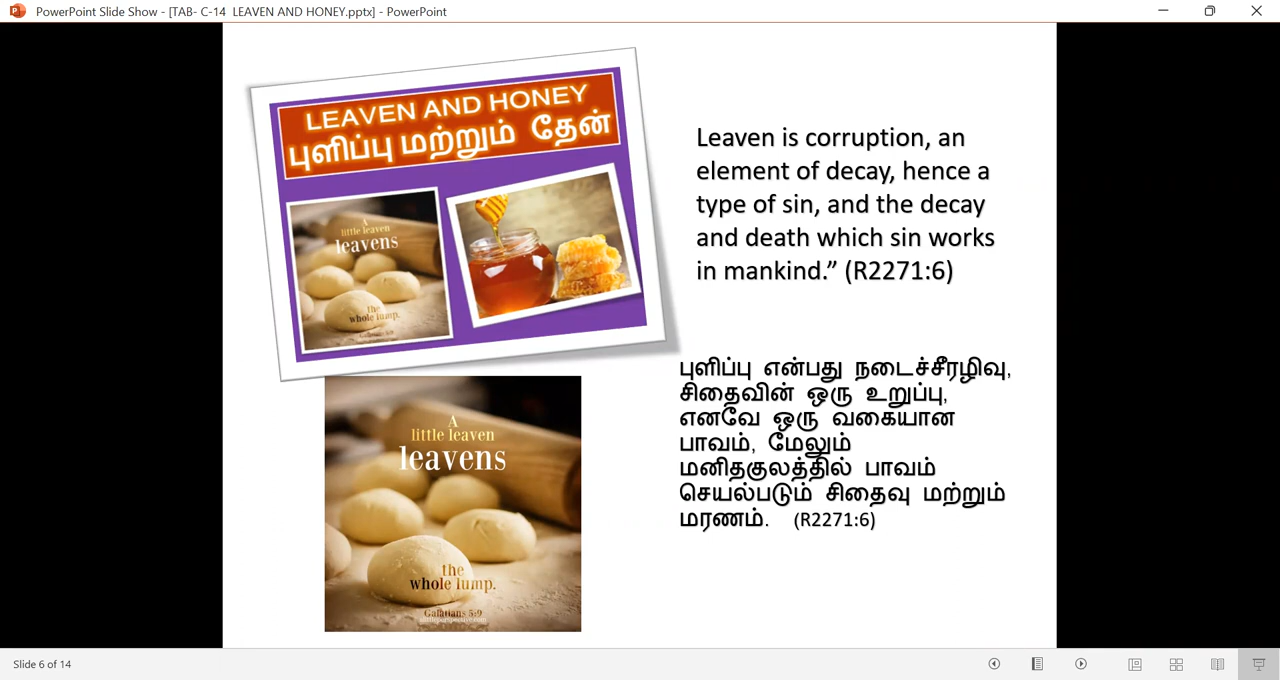 PowerPoint Slide Show - [TAB- C-14 LEAVEN AND HONEY.pptx] - PowerPoint
LEAVEN AND HONEY
புளிப்பு மற்றும் தேன்
A
little leaven
leavens
the
whole lump.
Galatians 5:9
Leaven is corruption, an
element of decay, hence a
type of sin, and the decay
and death which sin works
in mankind.” (R2271:6)
A
little leaven
leavens
the
whole lump.
Galatians 5:9
புளிப்பு என்பது நடைச்சீரழிவு,
சிதைவின் ஒரு உறுப்பு,
எனவே ஒரு வகையான
பாவம், மேலும்
மனிதகுலத்தில் பாவம்
செயல்படும் சிதைவு மற்றும்
மரணம். (R2271:6)
Slide 6 of 14